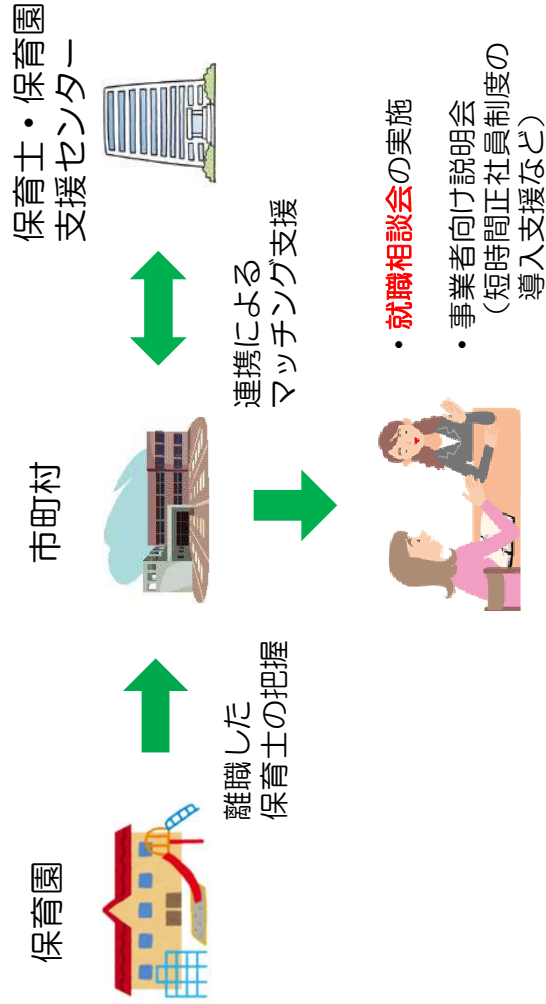 保育園
市町村
保育士・保育園
支援センター
離職した
保育士の把握
連携による
マッチング支援
・就職相談会の実施
・事業者向け説明会
（短時間正社員制度の
導入支援など）